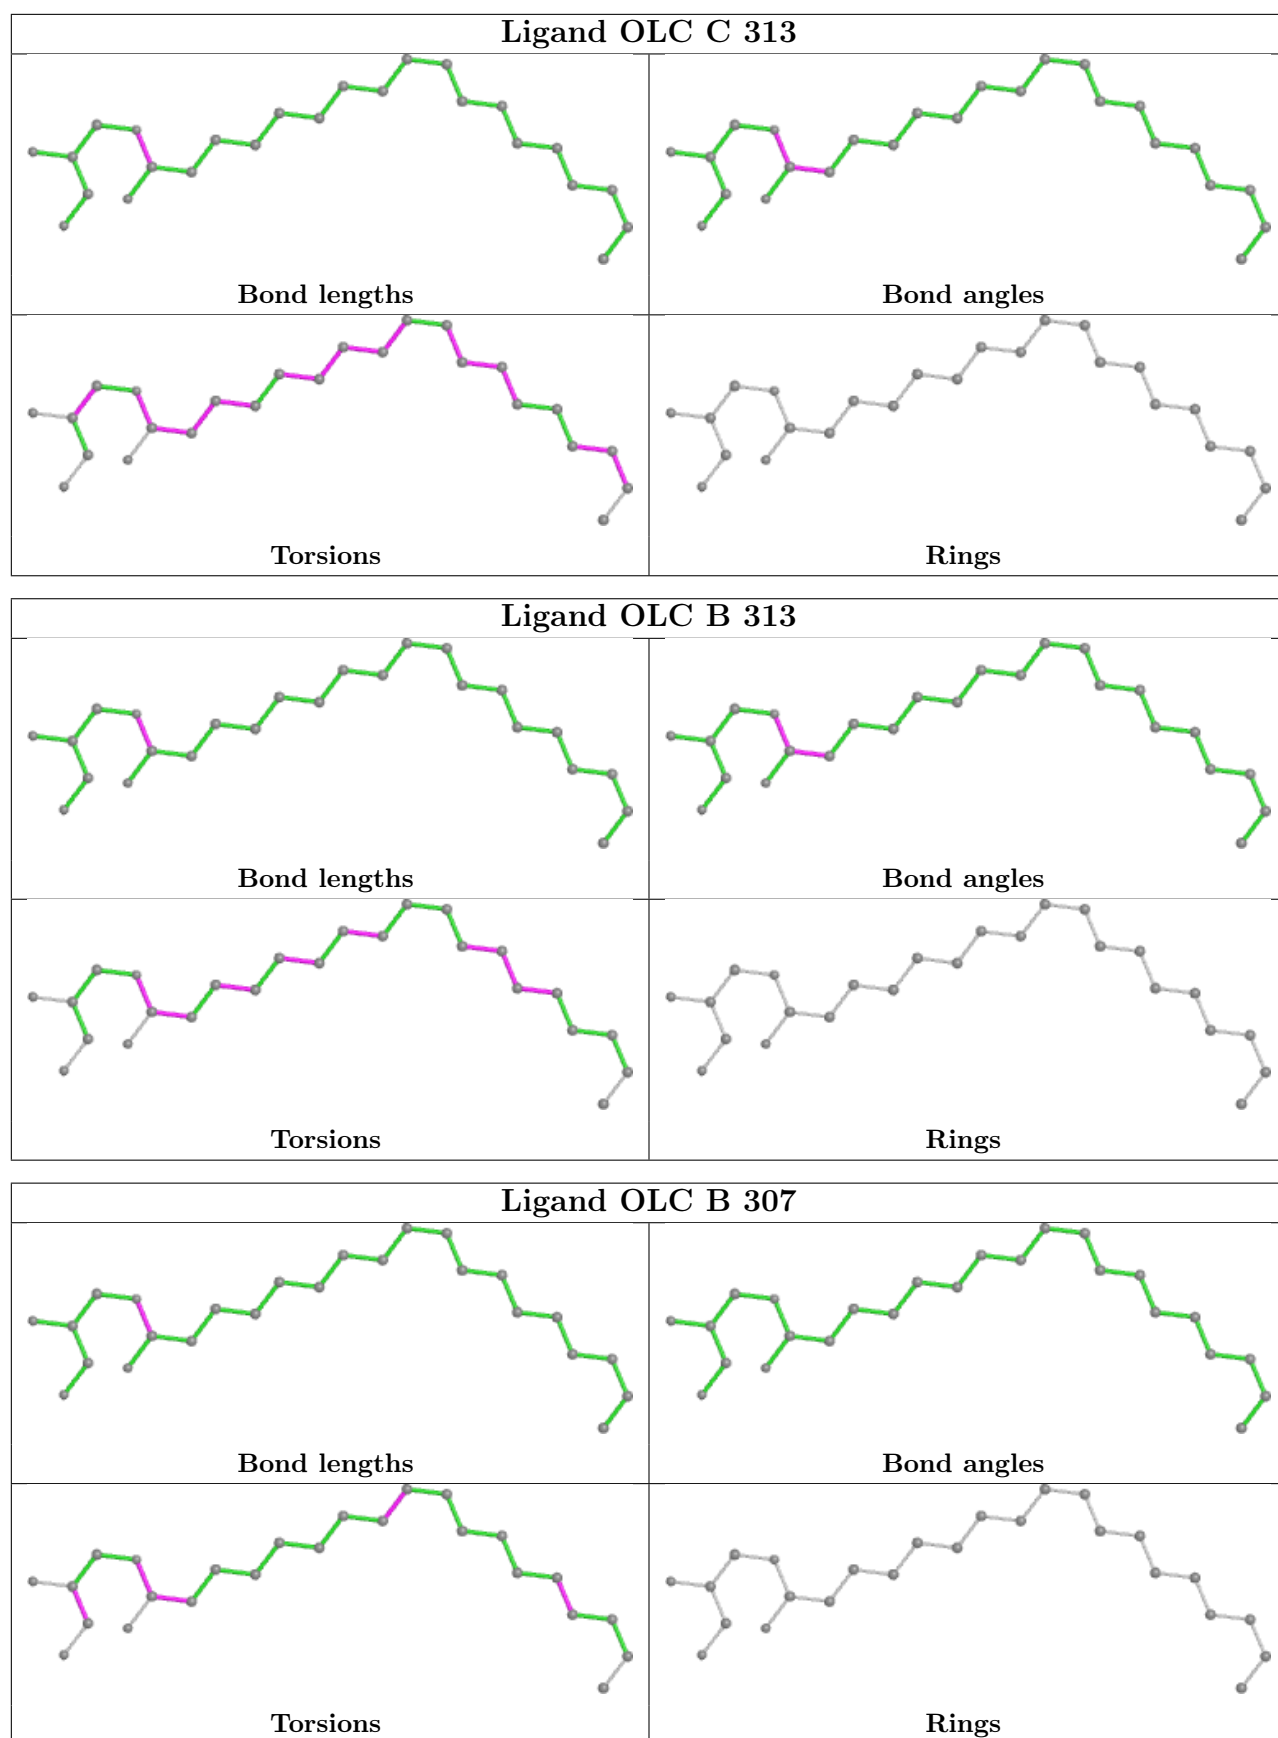 Ligand OLC C 313
Bond lengths
Bond angles
Torsions
Rings
Ligand OLC B 313
Bond lengths
Bond angles
Torsions
Rings
Ligand OLC B 307
Bond lengths
Bond angles
Torsions
Rings